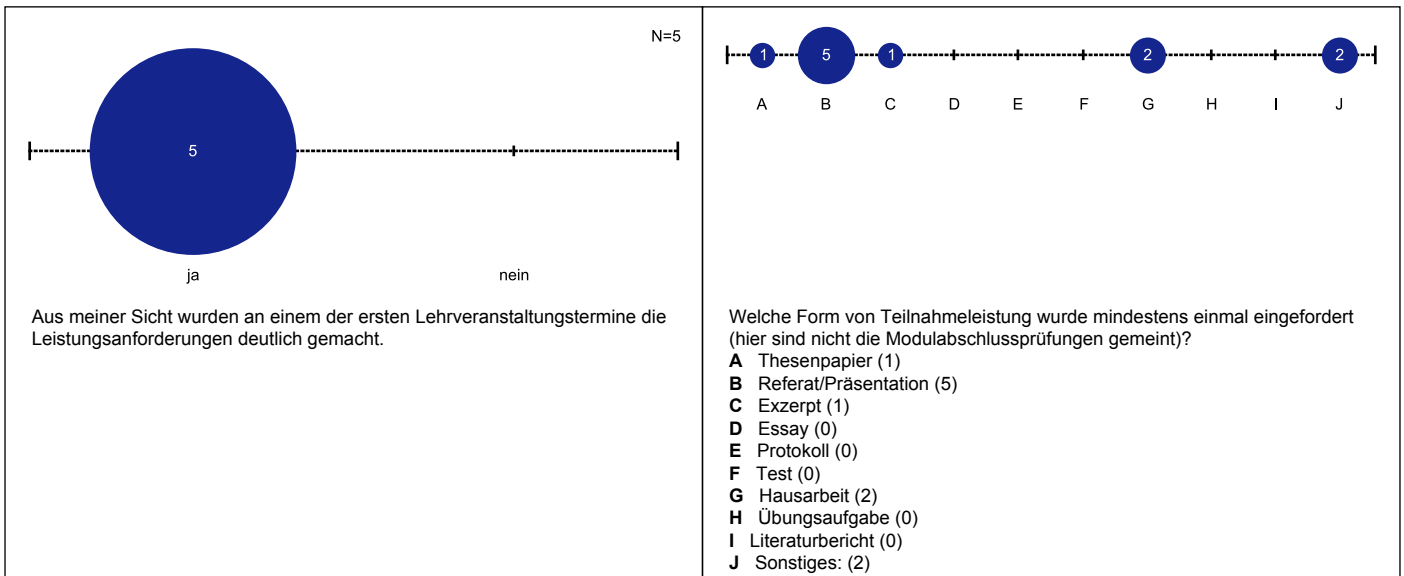 N=5
5
ja nein
Aus meiner Sicht wurden an einem der ersten Lehrveranstaltungstermine die
Leistungsanforderungen deutlich gemacht.
1 5 1 2 2
A B C D E F G H I J
Welche Form von Teilnahmeleistung wurde mindestens einmal eingefordert
(hier sind nicht die Modulabschlussprüfungen gemeint)?
A Thesenpapier (1)
B Referat/Präsentation (5)
C Exzerpt (1)
D Essay (0)
E Protokoll (0)
F Test (0)
G Hausarbeit (2)
H Übungsaufgabe (0)
I Literaturbericht (0)
J Sonstiges: (2)